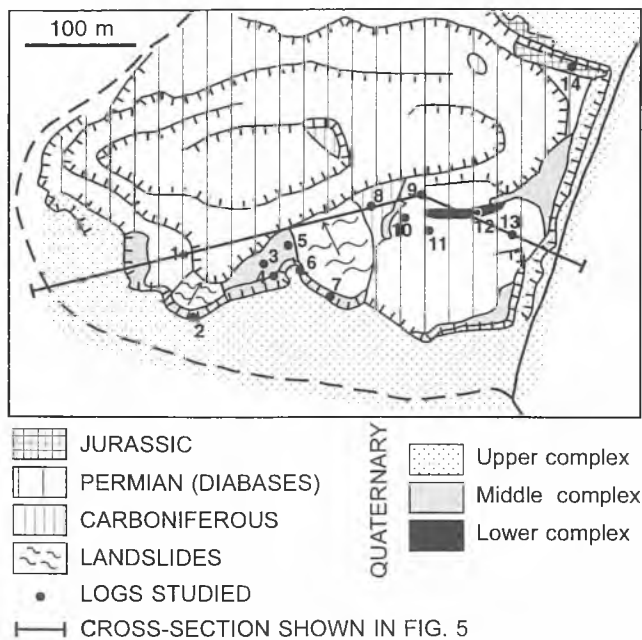 100 m
14
9
8
1
5
3
10
12
13
11
4
6
7
2
JURASSIC
PERMIAN (DIABASES)
CARBONIFEROUS
LANDSLIDES
LOGS STUDIED
CROSS-SECTION SHOWN IN FIG. 5
QUATERNARY
Upper complex
Middle complex
Lower complex